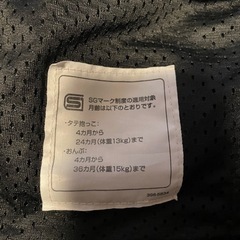 SGマーク制度の適用対象
月齢は以下のとおりです。
・タテ抱っこ：
4カ月から
24カ月(体重13kg)まで
・おんぶ：
4カ月から
36カ月(体重15kg)まで